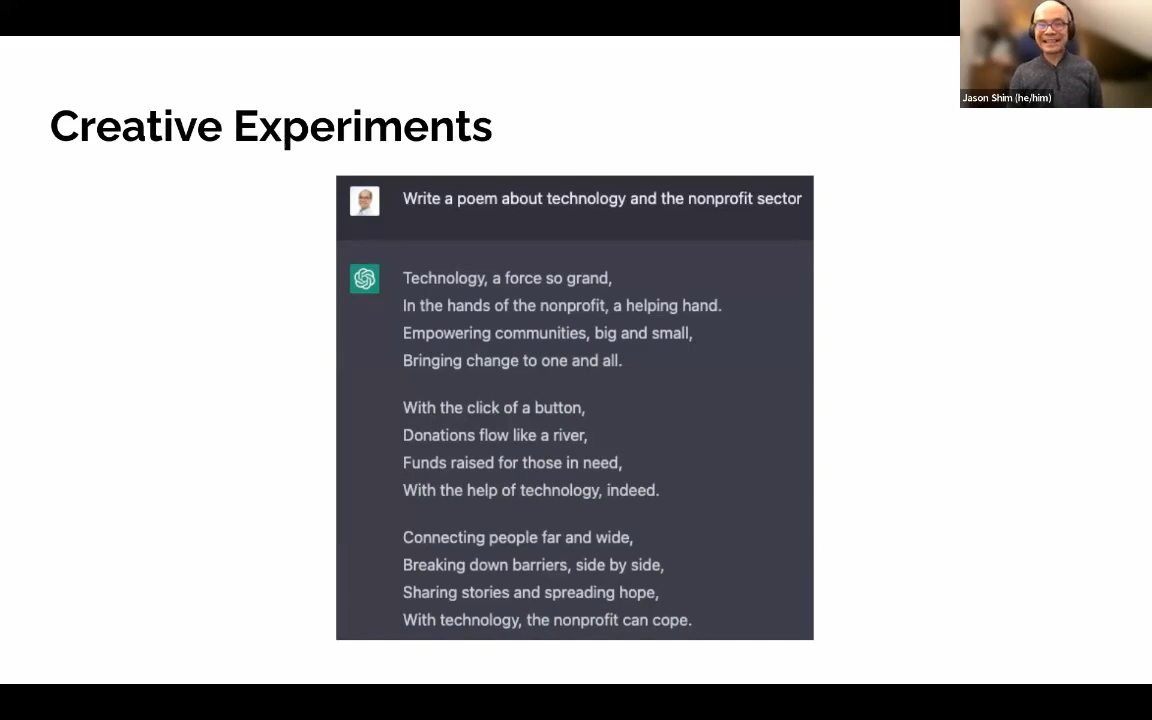 Jason Shim (he/him)
Creative Experiments
Write a poem about technology and the nonprofit sector
Technology, a force so grand,
In the hands of the nonprofit, a helping hand.
Empowering communities, big and small,
Bringing change to one and all.
With the click of a button,
Donations flow like a river,
Funds raised for those in need,
With the help of technology, indeed.
Connecting people far and wide,
Breaking down barriers, side by side,
Sharing stories and spreading hope,
With technology, the nonprofit can cope.